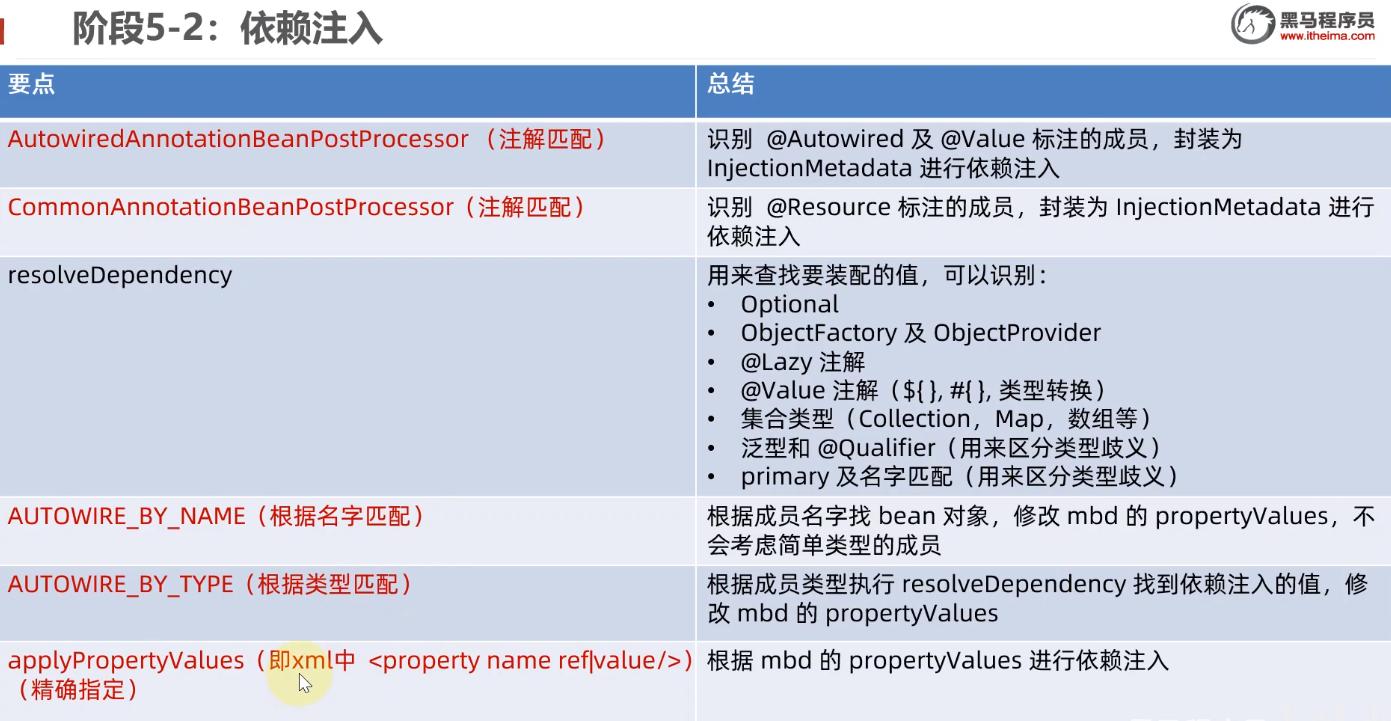 阶段5-2：依赖注入
黑马程序员
www.itheima.com
要点
总结
AutowiredAnnotationBeanPostProcessor （注解匹配）
识别 @Autowired 及 @Value 标注的成员，封装为
InjectionMetadata 进行依赖注入
CommonAnnotationBeanPostProcessor（注解匹配）
识别 @Resource 标注的成员，封装为 InjectionMetadata 进行
依赖注入
resolveDependency
用来查找要装配的值，可以识别：
• Optional
• ObjectFactory 及 ObjectProvider
• @Lazy 注解
• @Value 注解（${ }, #{ }, 类型转换）
• 集合类型（Collection，Map，数组等）
• 泛型和 @Qualifier（用来区分类型歧义）
• primary 及名字匹配（用来区分类型歧义）
AUTOWIRE_BY_NAME（根据名字匹配）
根据成员名字找 bean 对象，修改 mbd 的 propertyValues，不
会考虑简单类型的成员
AUTOWIRE_BY_TYPE（根据类型匹配）
根据成员类型执行 resolveDependency 找到依赖注入的值，修
改 mbd 的 propertyValues
applyPropertyValues（即xml中 <property name ref|value/>）
（精确指定）
根据 mbd 的 propertyValues 进行依赖注入